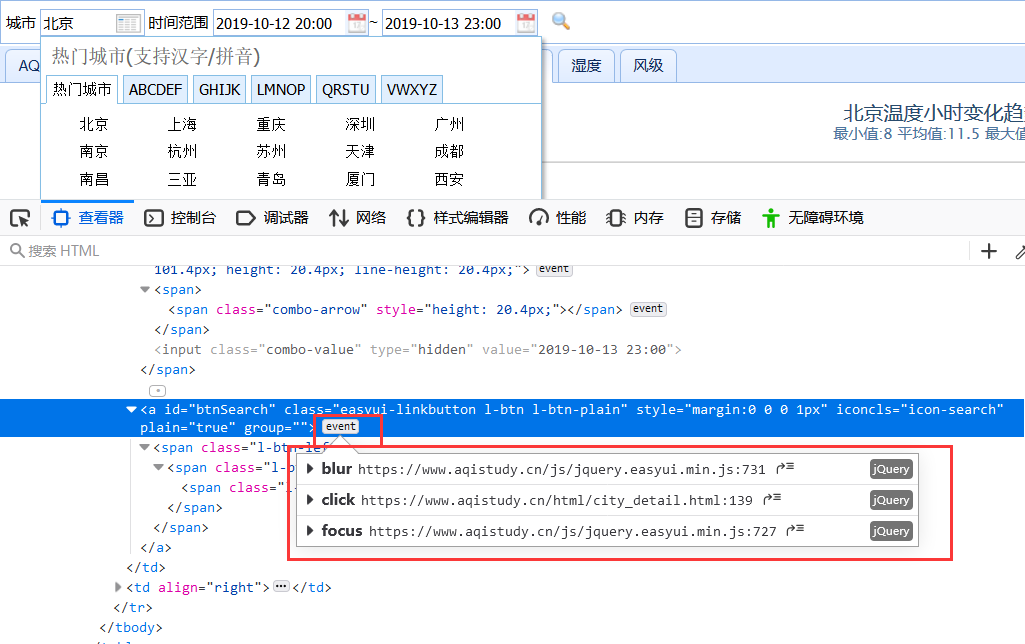 城市 北京 时间范围 2019-10-12 20:00 ~ 2019-10-13 23:00
热门城市(支持汉字/拼音)
AQ 湿度 风级
热门城市 ABCDEF GHIJK LMNOP QRSTU VWXYZ
北京温度小时变化趋
最小值:8 平均值:11.5 最大值
北京 上海 重庆 深圳 广州
南京 杭州 苏州 天津 成都
南昌 三亚 青岛 厦门 西安
查看器 控制台 调试器 网络 {} 样式编辑器 性能 内存 存储 无障碍环境
搜索 HTML
101.4px; height: 20.4px; line-height: 20.4px;"> event
<span>
<span class="combo-arrow" style="height: 20.4px;"></span> event
</span>
<input class="combo-value" type="hidden" value="2019-10-13 23:00">
</span>
<a id="btnSearch" class="easyui-linkbutton l-btn l-btn-plain" style="margin:0 0 0 1px" iconcls="icon-search"
plain="true" group=""> event
<span class="l-btn-lef
<span class="l-b
blur https://www.aqistudy.cn/js/jquery.easyui.min.js:731 jQuery
<span class="l
click https://www.aqistudy.cn/html/city_detail.html:139 jQuery
</span>
</span>
focus https://www.aqistudy.cn/js/jquery.easyui.min.js:727 jQuery
</a>
</td>
<td align="right"></td>
</tr>
</tbody>